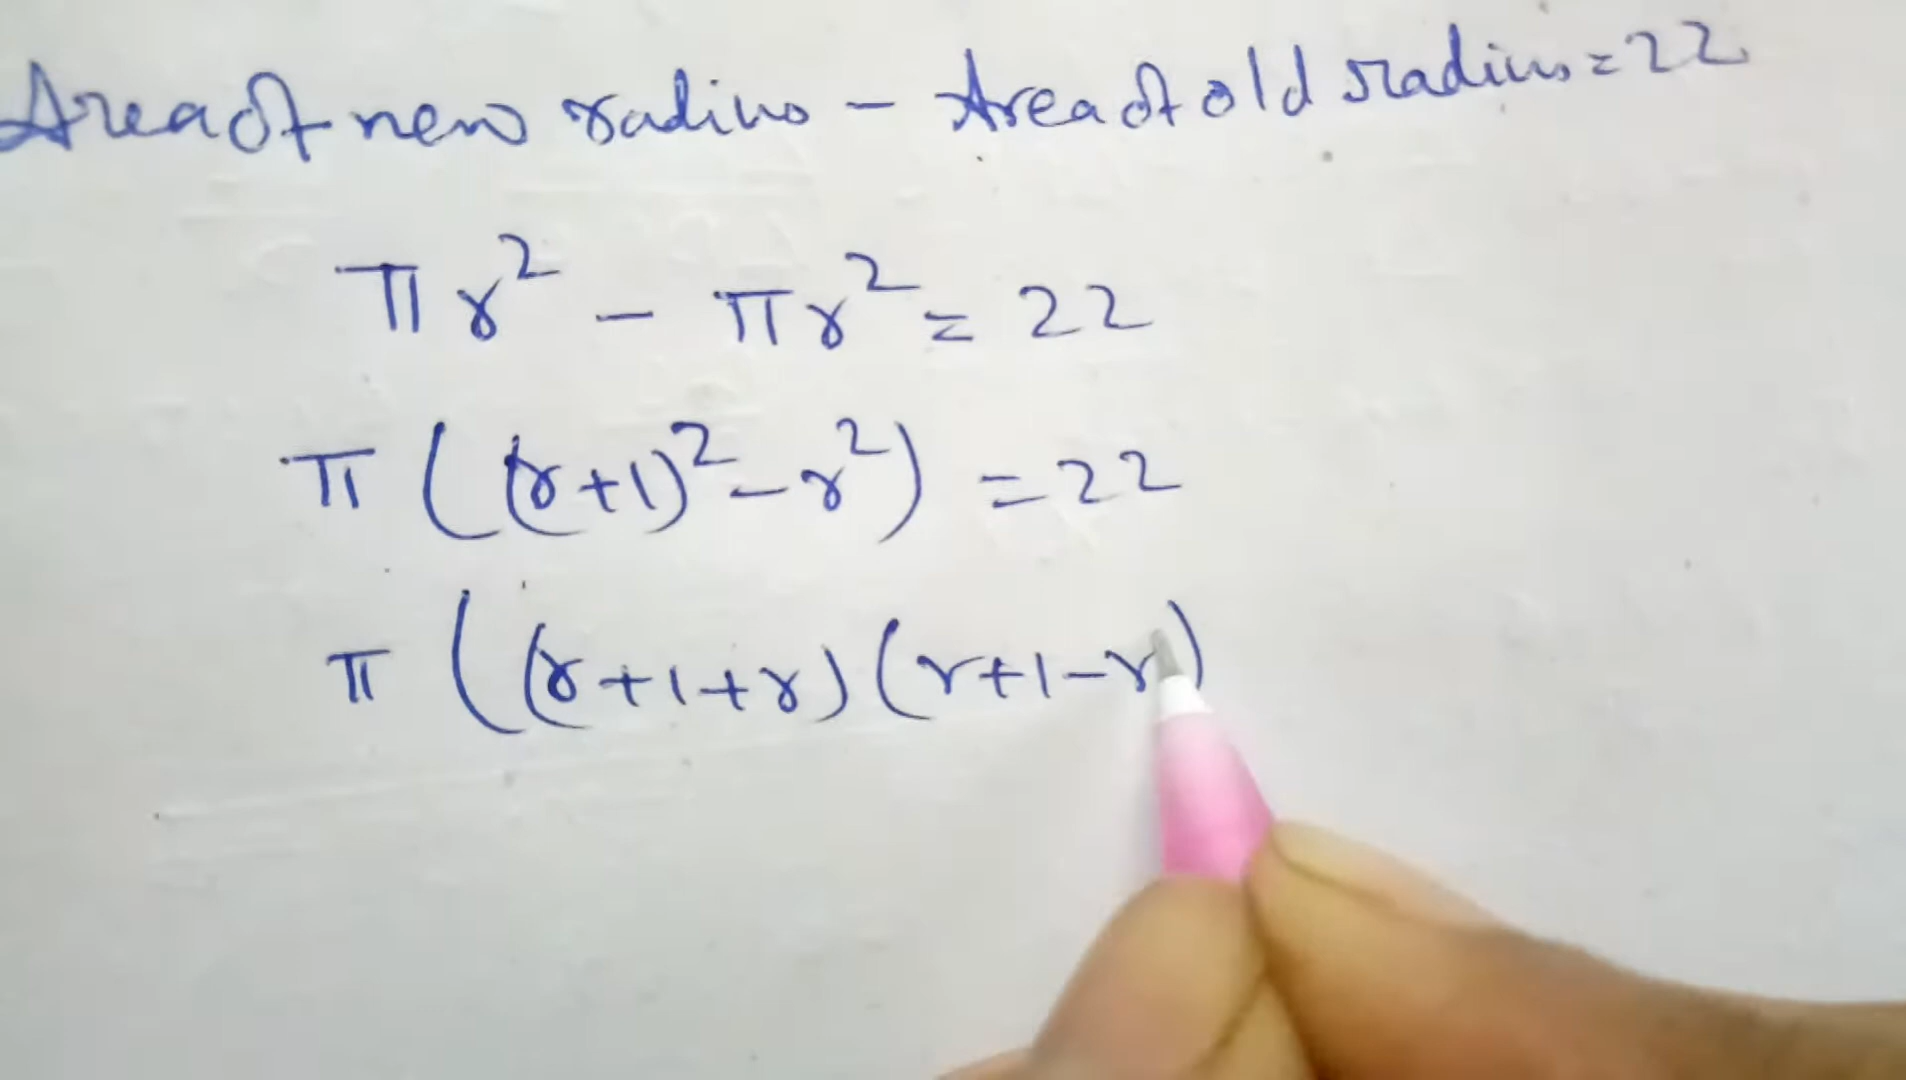 Area of new radius - Area of old radius = 22
πr² - πr² = 22
π((r+1)² - r²) = 22
π((r+1+r)(r+1-r)